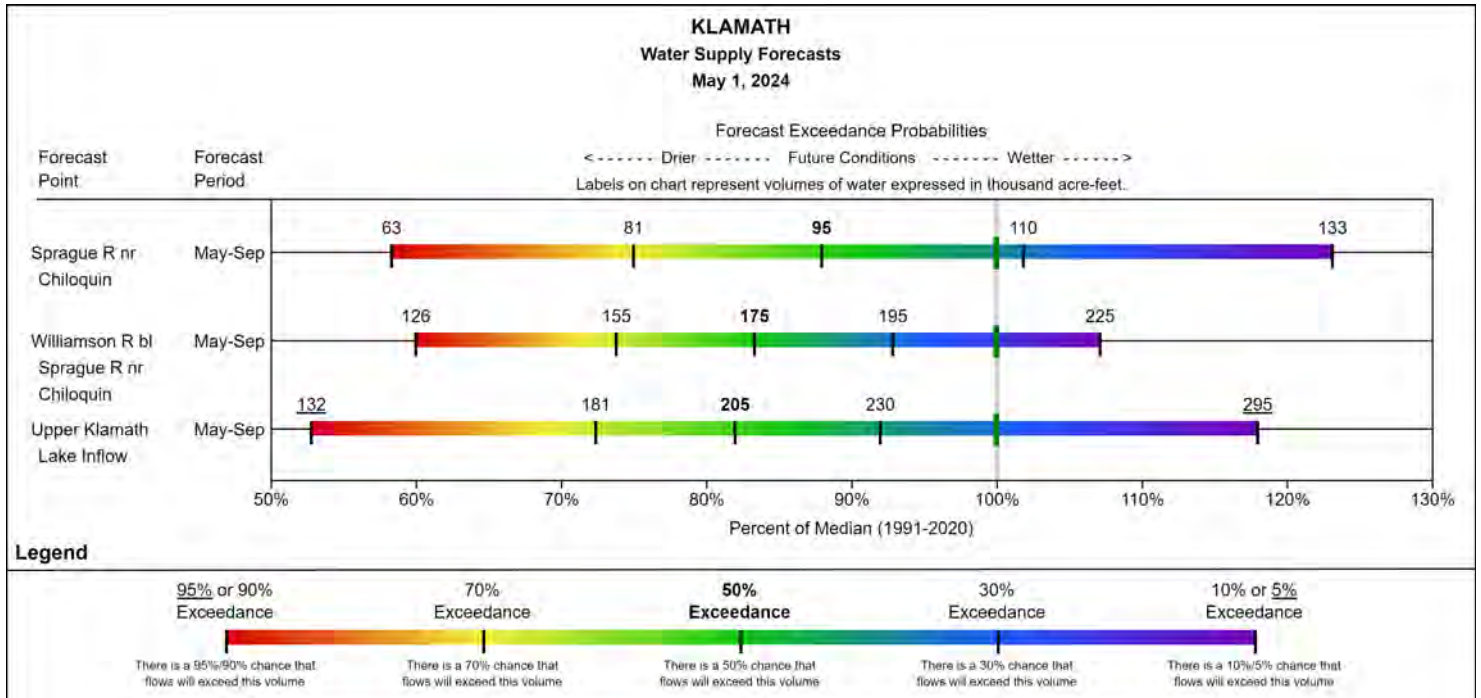 KLAMATH
Water Supply Forecasts
May 1, 2024
Forecast Exceedance Probabilities
Forecast Point
Forecast Period
<------ Drier ------- Future Conditions ------- Wetter ------>
Labels on chart represent volumes of water expressed in thousand acre-feet.
63 81 95 110 133
Sprague R nr
Chiloquin
May-Sep
126 155 175 195 225
Williamson R bl
Sprague R nr
Chiloquin
May-Sep
132 181 205 230 295
Upper Klamath
Lake Inflow
May-Sep
50% 60% 70% 80% 90% 100% 110% 120% 130%
Percent of Median (1991-2020)
Legend
95% or 90%
Exceedance
70%
Exceedance
50%
Exceedance
30%
Exceedance
10% or 5%
Exceedance
There is a 95%/90% chance that
flows will exceed this volume
There is a 70% chance that
flows will exceed this volume
There is a 50% chance that
flows will exceed this volume
There is a 30% chance that
flows will exceed this volume
There is a 10%/5% chance that
flows will exceed this volume